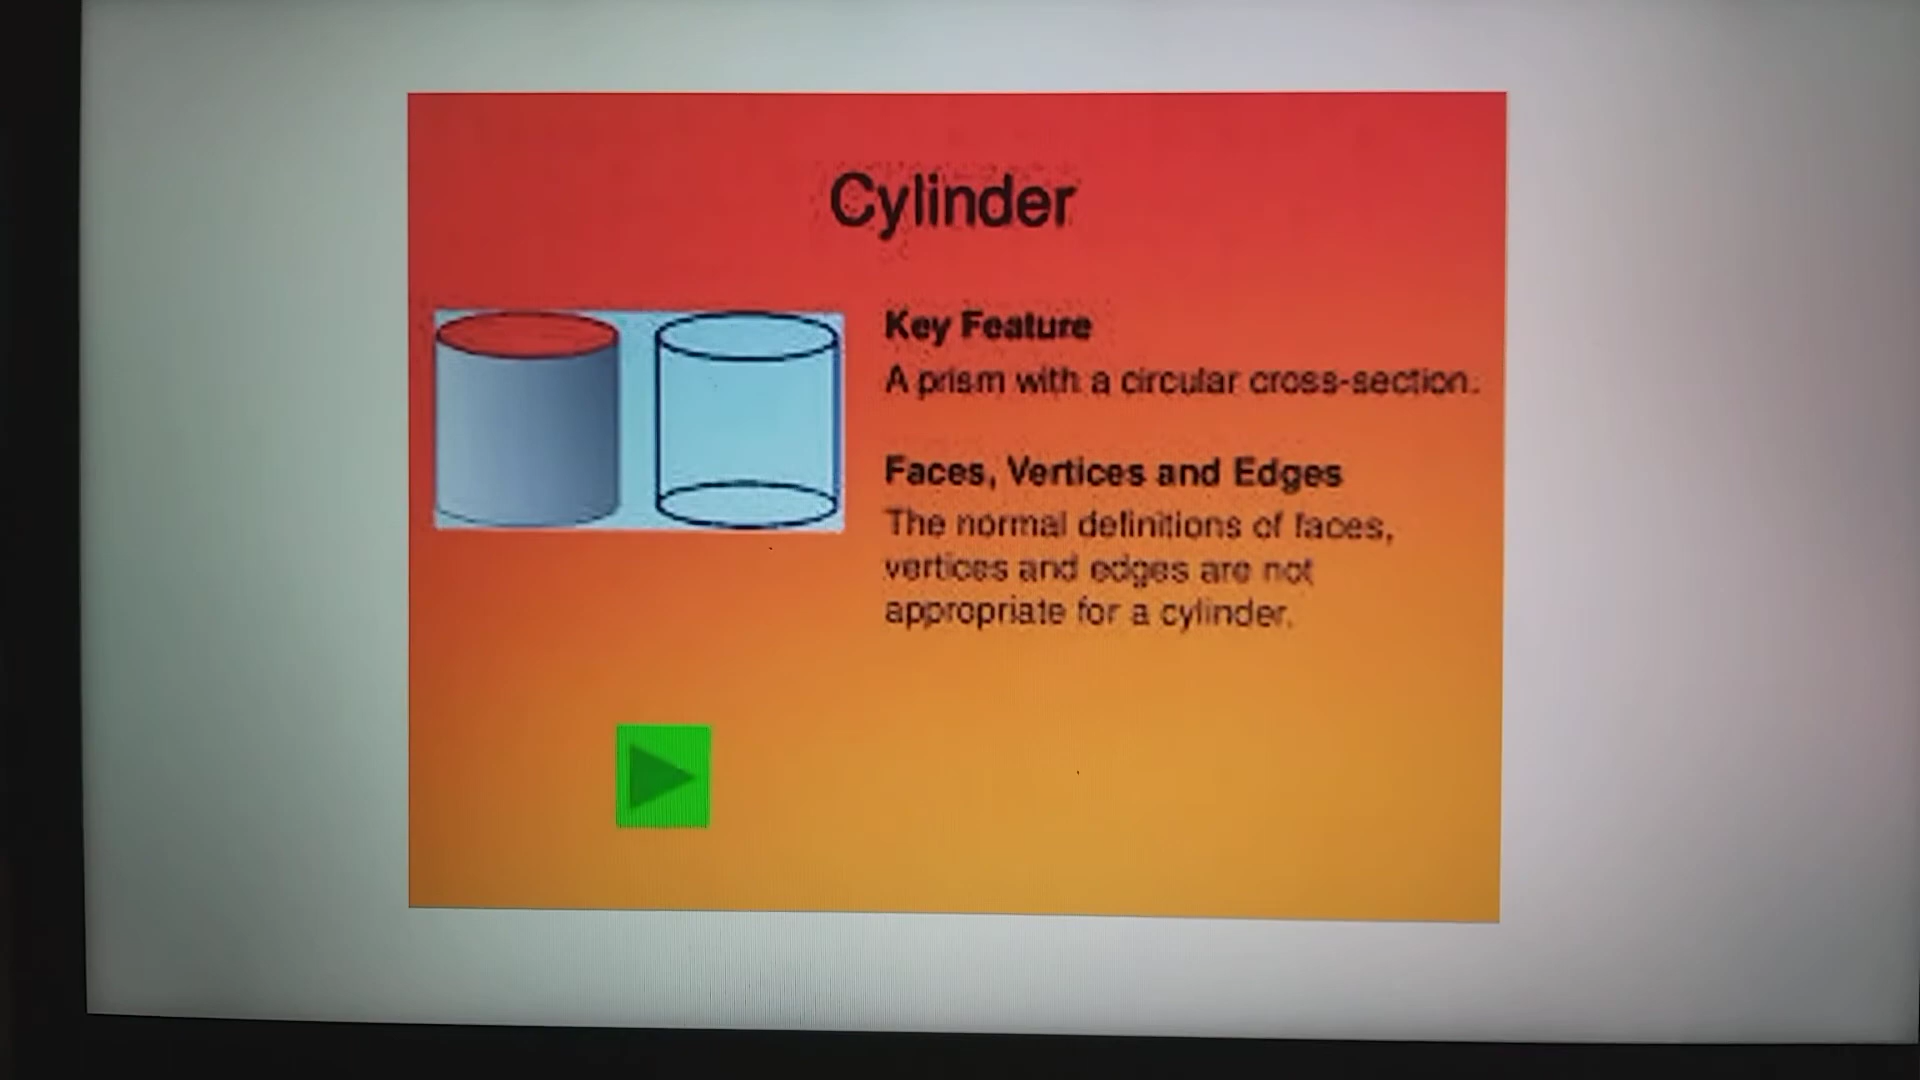 Cylinder
Key Feature
A prism with a circular cross-section.
Faces, Vertices and Edges
The normal definitions of faces,
vertices and edges are not
appropriate for a cylinder.